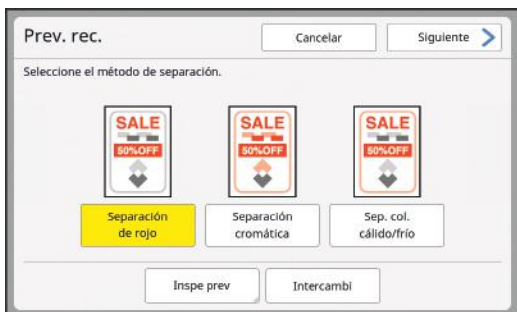 Prev. rec.
Cancelar
Siguiente
Seleccione el método de separación.
SALE
50%OFF
SALE
50%OFF
SALE
50%OFF
Separación
de rojo
Separación
cromática
Sep. col.
cálido/frío
Inspe prev
Intercambi